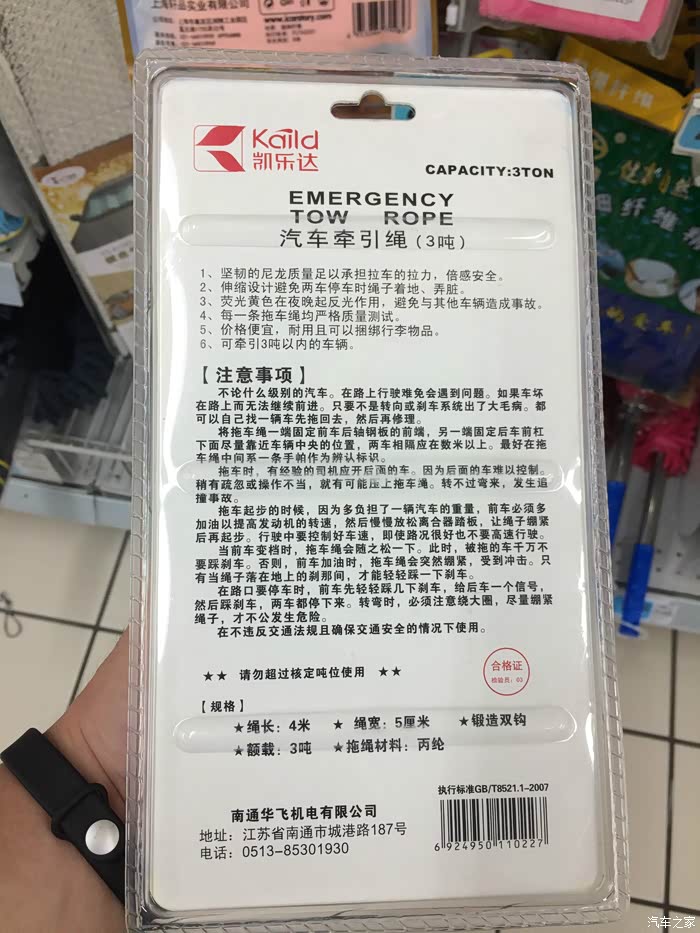 上海轩品实业有限公司
www.icarstory.com
Kaild
凯乐达
CAPACITY:3TON
EMERGENCY
TOW ROPE
汽车牵引绳(3吨)
1、坚韧的尼龙质量足以承担拉车的拉力，倍感安全。
2、伸缩设计避免两车停车时绳子着地、弄脏。
3、荧光黄色在夜晚起反光作用，避免与其他车辆造成事故。
4、每一条拖车绳均严格质量测试。
5、价格便宜，耐用且可以捆绑行李物品。
6、可牵引3吨以内的车辆。
【注意事项】
不论什么级别的汽车。在路上行驶难免会遇到问题。如果车坏
在路上而无法继续前进。只要不是转向或刹车系统出了大毛病。都
可以自己找一辆车先拖回去，然后再修理。
将拖车绳一端固定前车后轴钢板的前端，另一端固定后车前杠
下面尽量靠近车辆中央的位置，两车相隔应在数米以上。最好在拖
车绳中间系一条手帕作为辨认标识。
拖车时，有经验的司机应开后面的车。因为后面的车难以控制。
稍有疏忽或操作不当，就有可能压上拖车绳。转不过弯来，发生追
撞事故。
拖车起步的时候，因为多负担了一辆汽车的重量，前车必须多
加油以提高发动机的转速，然后慢慢放松离合器踏板，让绳子绷紧
后再起步。行驶中要控制好车速，即使路况很好也不要高速行驶。
当前车变档时，拖车绳会随之松一下。此时，被拖的车千万不
要踩刹车。否则，前车加油时，拖车绳会突然绷紧，受到冲击。只
有当绳子落在地上的刹那间，才能轻轻踩一下刹车。
在路口要停车时，前车先轻轻踩几下刹车，给后车一个信号，
然后踩刹车，两车都停下来。转弯时，必须注意绕大圈，尽量绷紧
绳子，才不会发生危险。
在不违反交通法规且确保交通安全的情况下使用。
★★ 请勿超过核定吨位使用 ★★
合格证
检验员：03
【规格】
★绳长：4米 ★ 绳宽：5厘米 ★锻造双钩
★额载：3吨 ★拖绳材料：丙纶
执行标准GB/T8521.1-2007
南通华飞机电有限公司
地址：江苏省南通市城港路187号
电话：0513-85301930
6 924950 110227
汽车之家